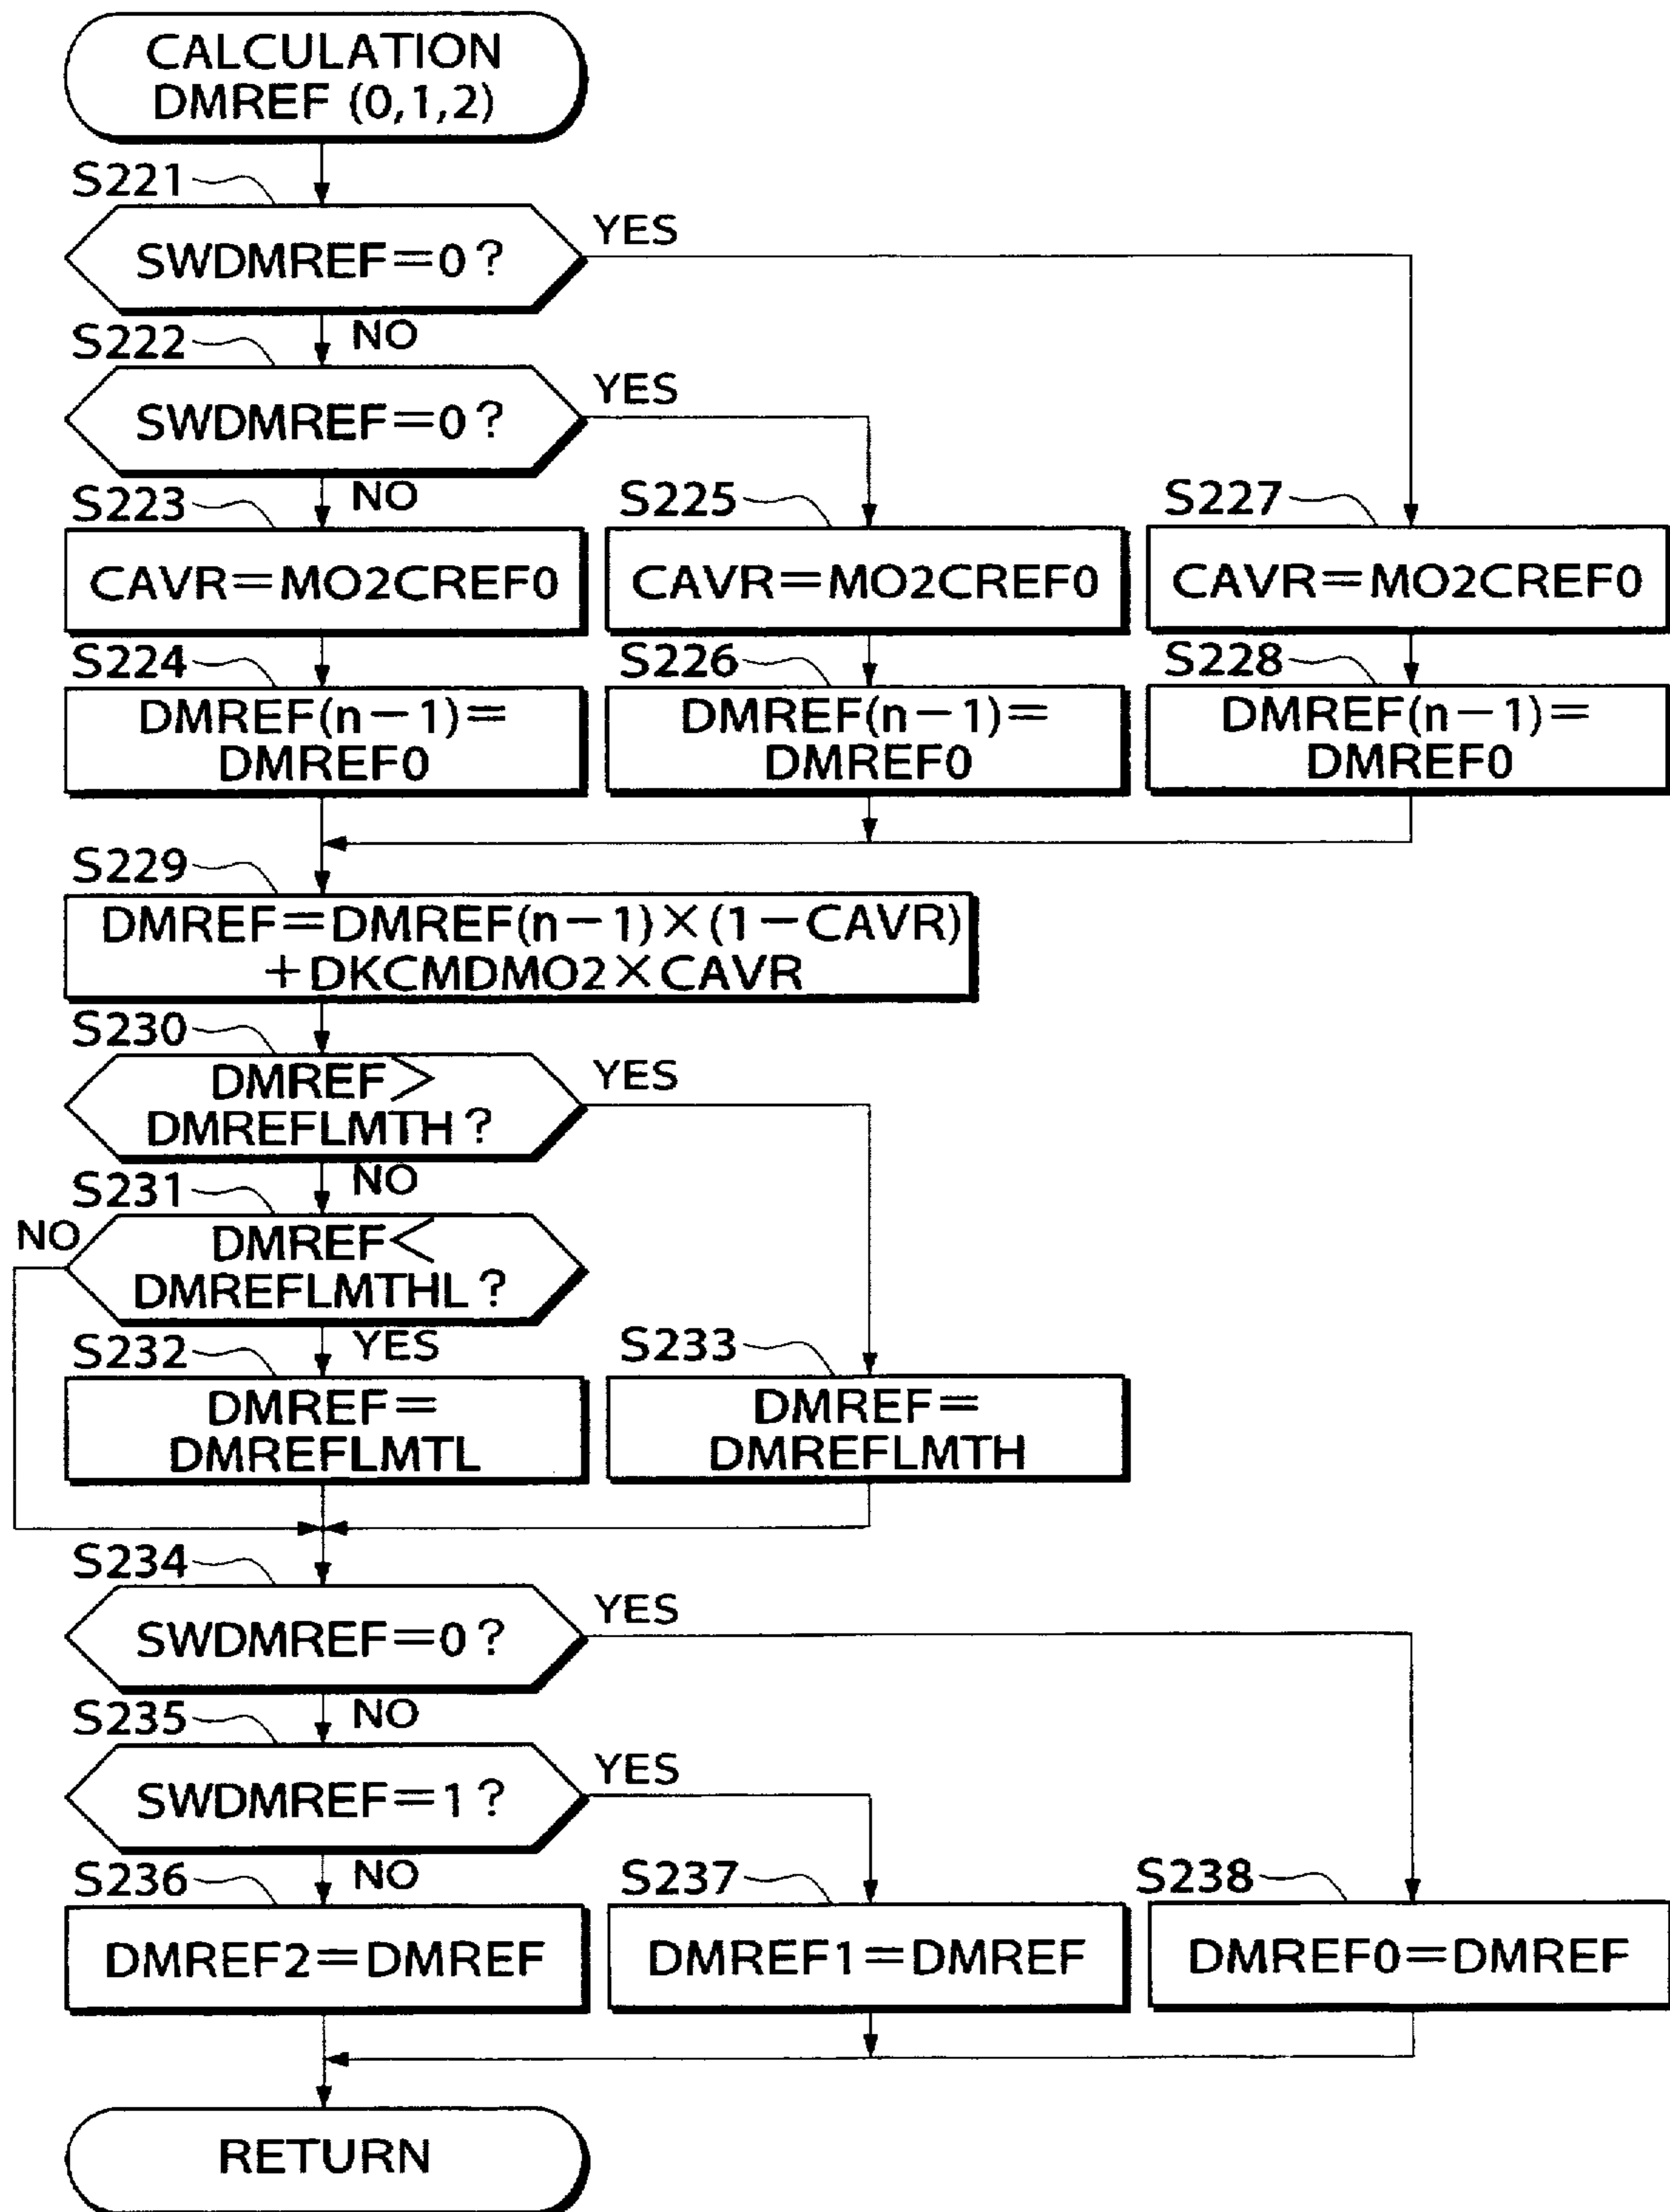 CALCULATION
DMREF (0,1,2)
S221
SWDMREF=0?
YES
NO
S222
SWDMREF=0?
YES
NO
S223
CAVR=MO2CREF0
S225
CAVR=MO2CREF0
S227
CAVR=MO2CREF0
S224
DMREF(n-1)=
DMREF0
S226
DMREF(n-1)=
DMREF0
S228
DMREF(n-1)=
DMREF0
S229
DMREF=DMREF(n-1)×(1-CAVR)
+DKCMDMO2×CAVR
S230
DMREF>
DMREFLMTH?
YES
NO
S231
NO
DMREF<
DMREFLMTHL?
YES
S232
DMREF=
DMREFLMTL
S233
DMREF=
DMREFLMTH
S234
SWDMREF=0?
YES
NO
S235
SWDMREF=1?
YES
NO
S236
DMREF2=DMREF
S237
DMREF1=DMREF
S238
DMREF0=DMREF
RETURN